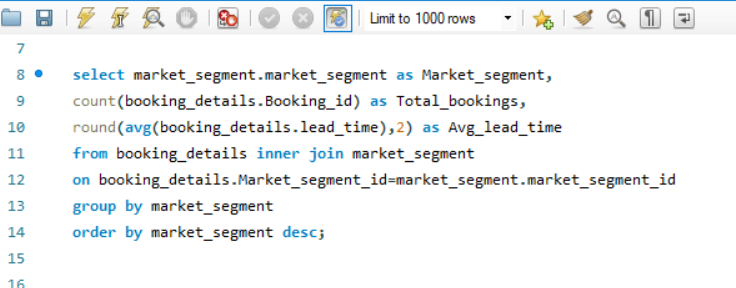 Limit to 1000 rows
7
8 select market_segment.market_segment as Market_segment,
9 count(booking_details.Booking_id) as Total_bookings,
10 round(avg(booking_details.lead_time),2) as Avg_lead_time
11 from booking_details inner join market_segment
12 on booking_details.Market_segment_id=market_segment.market_segment_id
13 group by market_segment
14 order by market_segment desc;
15
16